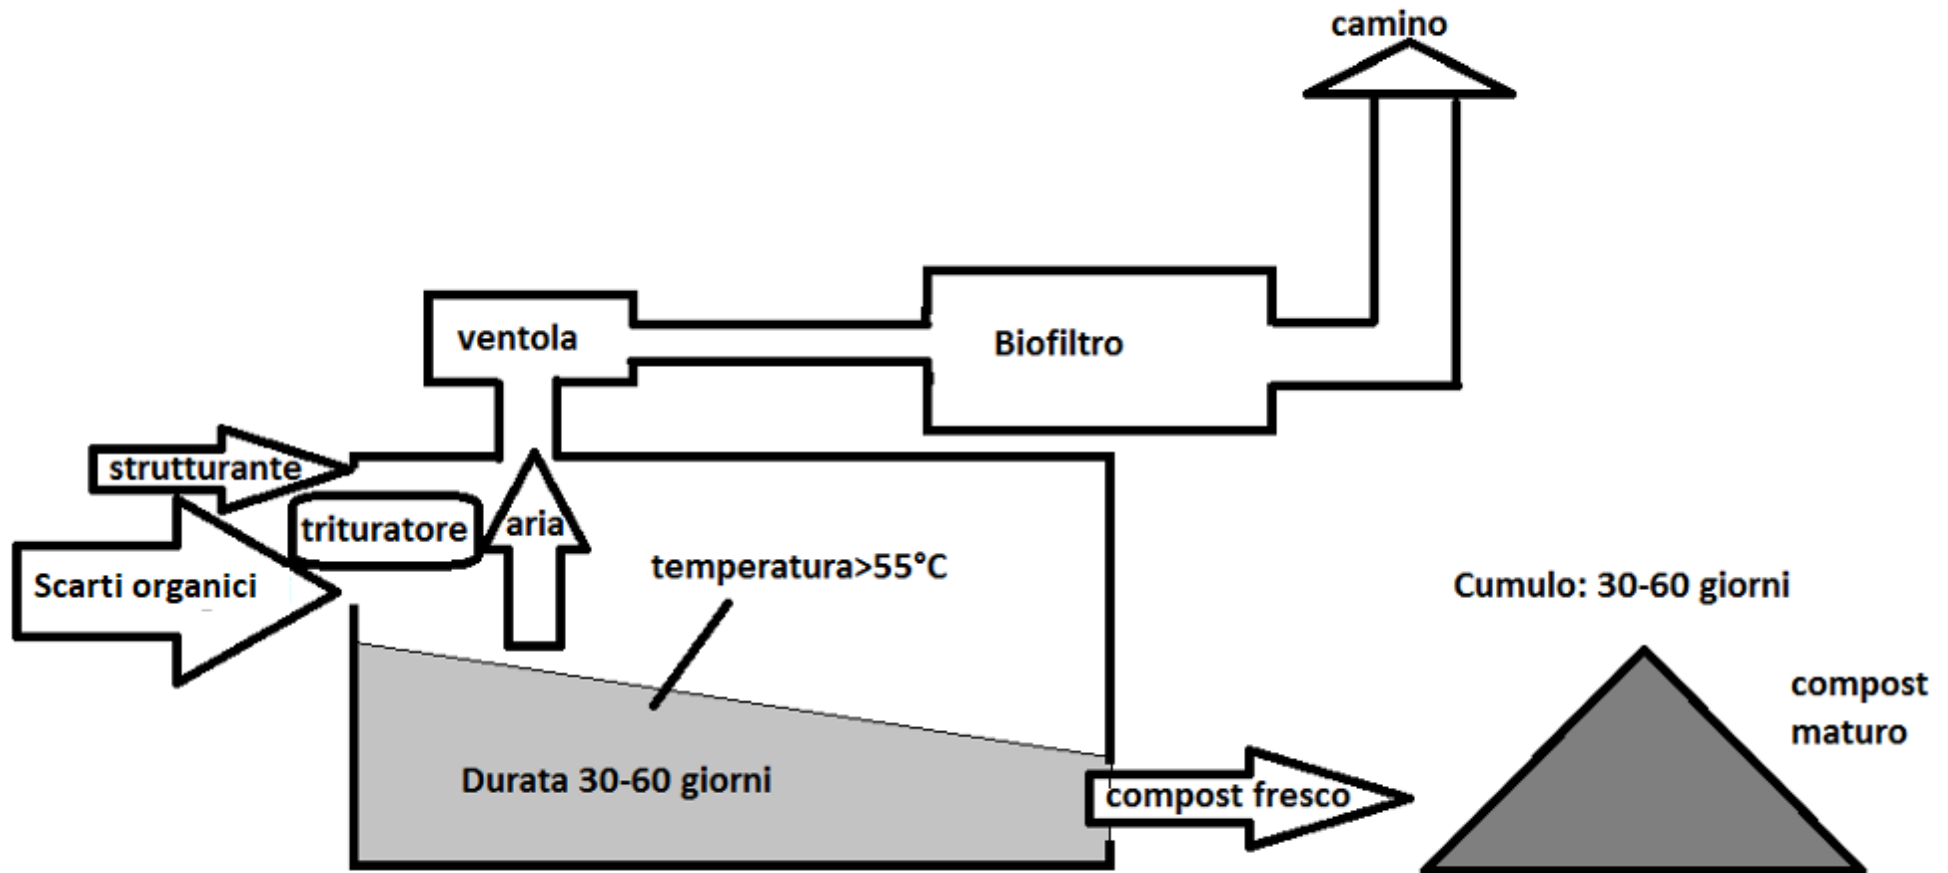 camino
ventola
Biofiltro
strutturante
trituratore
aria
Scarti organici
temperatura>55°C
Cumulo: 30-60 giorni
compost
maturo
Durata 30-60 giorni
compost fresco